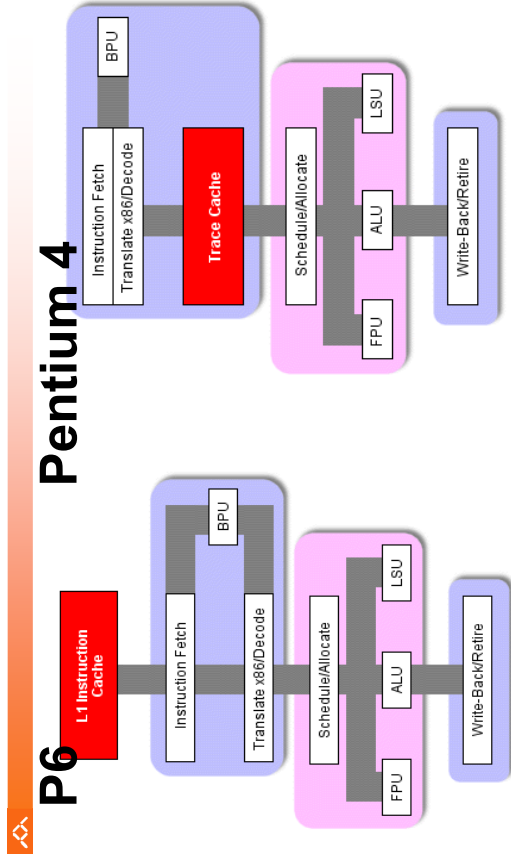 P6
Pentium 4
L1 Instruction
Cache
Instruction Fetch
BPU
Translate x86/Decode
Schedule/Allocate
FPU
ALU
LSU
Write-Back/Retire
Instruction Fetch
Translate x86/Decode
BPU
Trace Cache
Schedule/Allocate
FPU
ALU
LSU
Write-Back/Retire